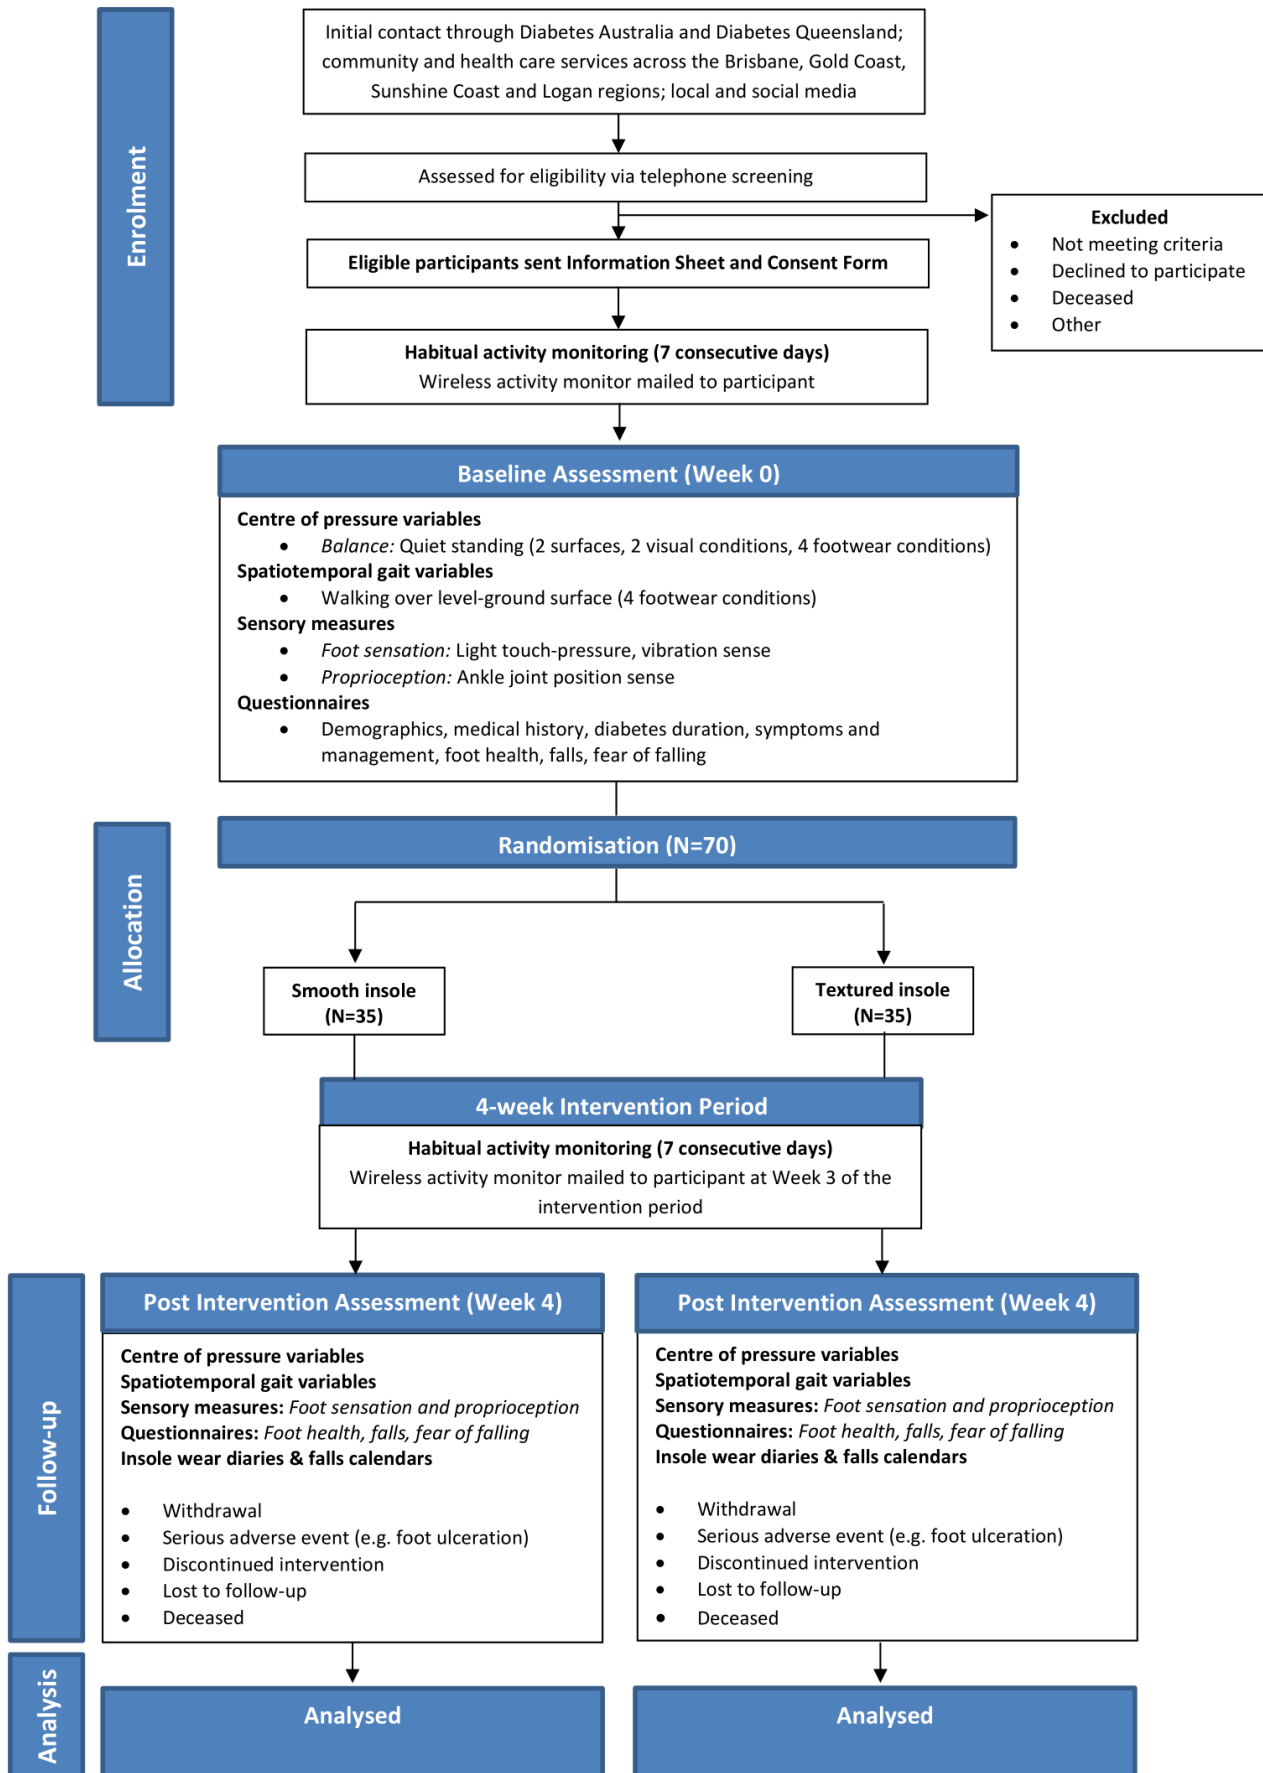 Enrolment
Initial contact through Diabetes Australia and Diabetes Queensland;
community and health care services across the Brisbane, Gold Coast,
Sunshine Coast and Logan regions; local and social media
Assessed for eligibility via telephone screening
Excluded
• Not meeting criteria
• Declined to participate
• Deceased
• Other
Eligible participants sent Information Sheet and Consent Form
Habitual activity monitoring (7 consecutive days)
Wireless activity monitor mailed to participant
Baseline Assessment (Week 0)
Centre of pressure variables
• Balance: Quiet standing (2 surfaces, 2 visual conditions, 4 footwear conditions)
Spatiotemporal gait variables
• Walking over level-ground surface (4 footwear conditions)
Sensory measures
• Foot sensation: Light touch-pressure, vibration sense
• Proprioception: Ankle joint position sense
Questionnaires
• Demographics, medical history, diabetes duration, symptoms and
management, foot health, falls, fear of falling
Allocation
Randomisation (N=70)
Smooth insole
(N=35)
Textured insole
(N=35)
4-week Intervention Period
Habitual activity monitoring (7 consecutive days)
Wireless activity monitor mailed to participant at Week 3 of the
intervention period
Follow-up
Post Intervention Assessment (Week 4)
Centre of pressure variables
Spatiotemporal gait variables
Sensory measures: Foot sensation and proprioception
Questionnaires: Foot health, falls, fear of falling
Insole wear diaries & falls calendars
• Withdrawal
• Serious adverse event (e.g. foot ulceration)
• Discontinued intervention
• Lost to follow-up
• Deceased
Post Intervention Assessment (Week 4)
Centre of pressure variables
Spatiotemporal gait variables
Sensory measures: Foot sensation and proprioception
Questionnaires: Foot health, falls, fear of falling
Insole wear diaries & falls calendars
• Withdrawal
• Serious adverse event (e.g. foot ulceration)
• Discontinued intervention
• Lost to follow-up
• Deceased
Analysis
Analysed
Analysed